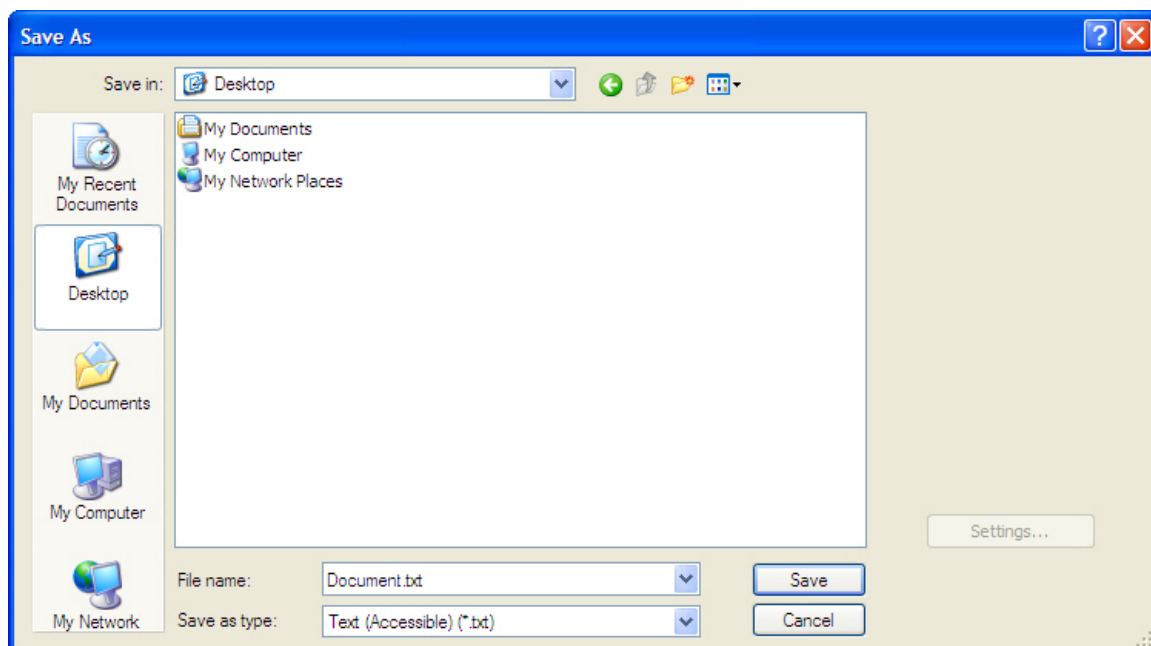 Save As
Save in:
Desktop
My Recent
Documents
Desktop
My Documents
My Computer
My Network
My Documents
My Computer
My Network Places
Settings...
File name:
Document.txt
Save
Save as type:
Text (Accessible) (*.txt)
Cancel